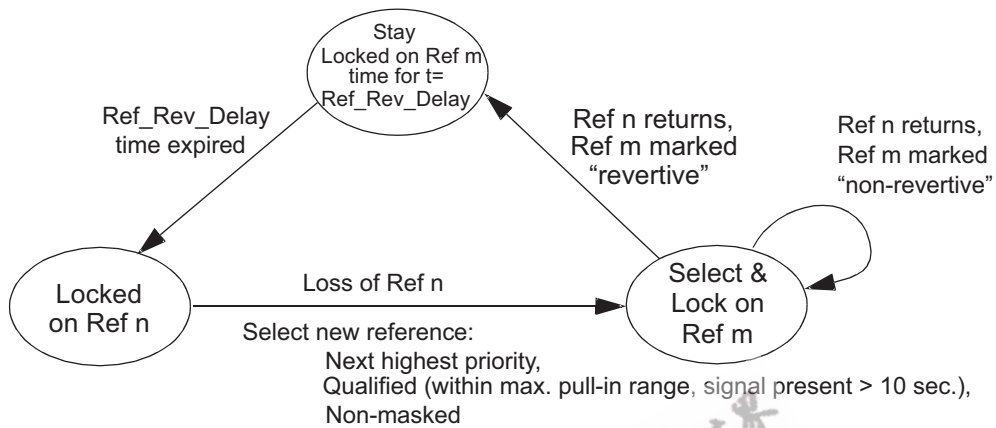 Stay
Locked on Ref m
time for t=
Ref_Rev_Delay
Ref_Rev_Delay
time expired
Ref n returns,
Ref m marked
“revertive”
Ref n returns,
Ref m marked
“non-revertive”
Locked
on Ref n
Loss of Ref n
Select &
Lock on
Ref m
Select new reference:
Next highest priority,
Qualified (within max. pull-in range, signal present > 10 sec.),
Non-masked